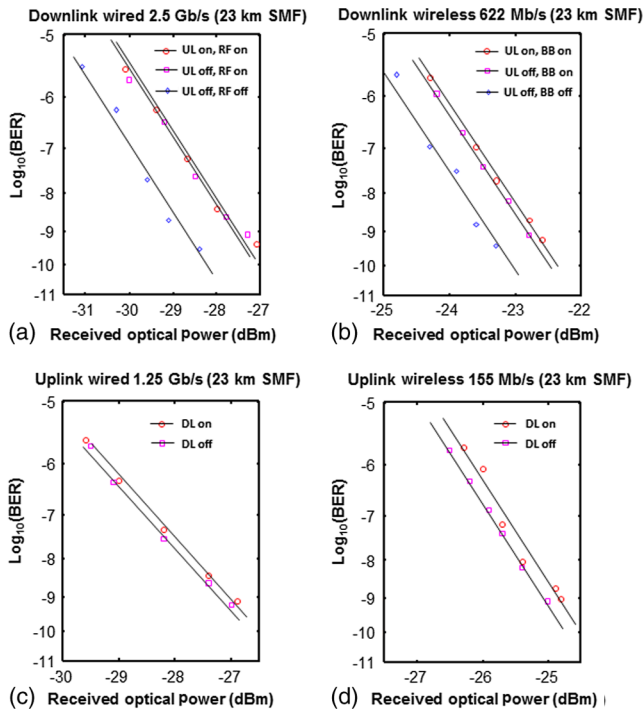 Downlink wired 2.5 Gb/s (23 km SMF)
-5
-6
-7
-8
-9
-10
-11
Log10(BER)
UL on, RF on
UL off, RF on
UL off, RF off
-31 -30 -29 -28 -27
(a) Received optical power (dBm)
Downlink wireless 622 Mb/s (23 km SMF)
-5
-6
-7
-8
-9
-10
-11
Log10(BER)
UL on, BB on
UL off, BB on
UL off, BB off
-25 -24 -23 -22
(b) Received optical power (dBm)
Uplink wired 1.25 Gb/s (23 km SMF)
-5
-6
-7
-8
-9
-10
-11
Log10(BER)
DL on
DL off
-30 -29 -28 -27
(c) Received optical power (dBm)
Uplink wireless 155 Mb/s (23 km SMF)
-5
-6
-7
-8
-9
-10
-11
Log10(BER)
DL on
DL off
-27 -26 -25
(d) Received optical power (dBm)